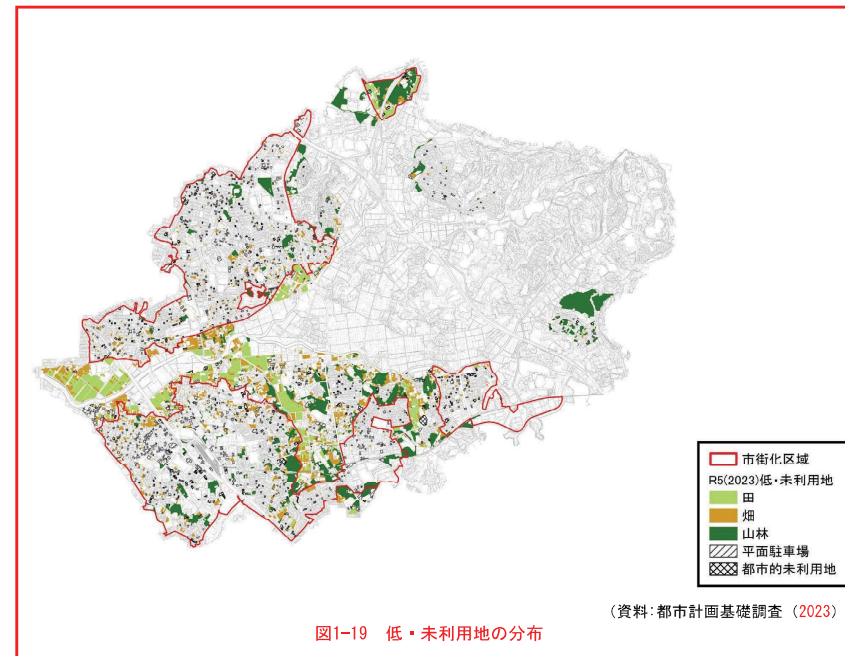 市街化区域
R5(2023)低・未利用地
田
畑
山林
平面駐車場
都市的未利用地
(資料:都市計画基礎調査(2023)
図1-19 低・未利用地の分布